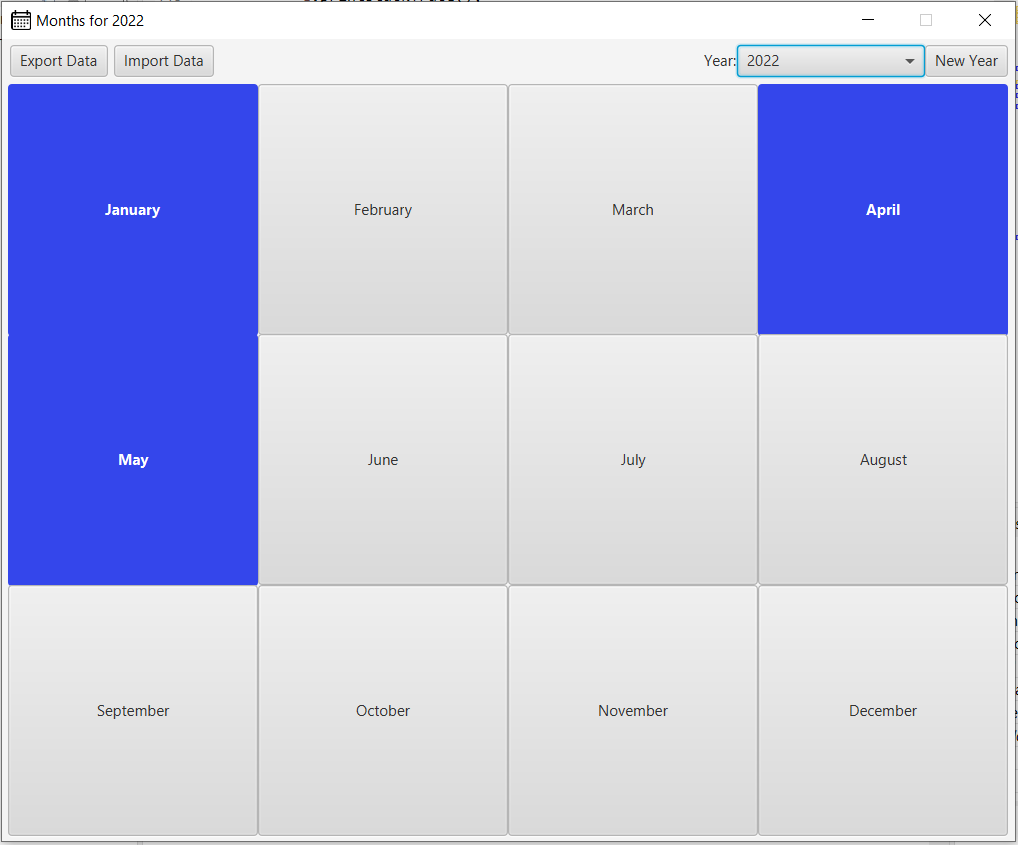 Months for 2022
Export Data Import Data Year: 2022 New Year
January February March April
May June July August
September October November December